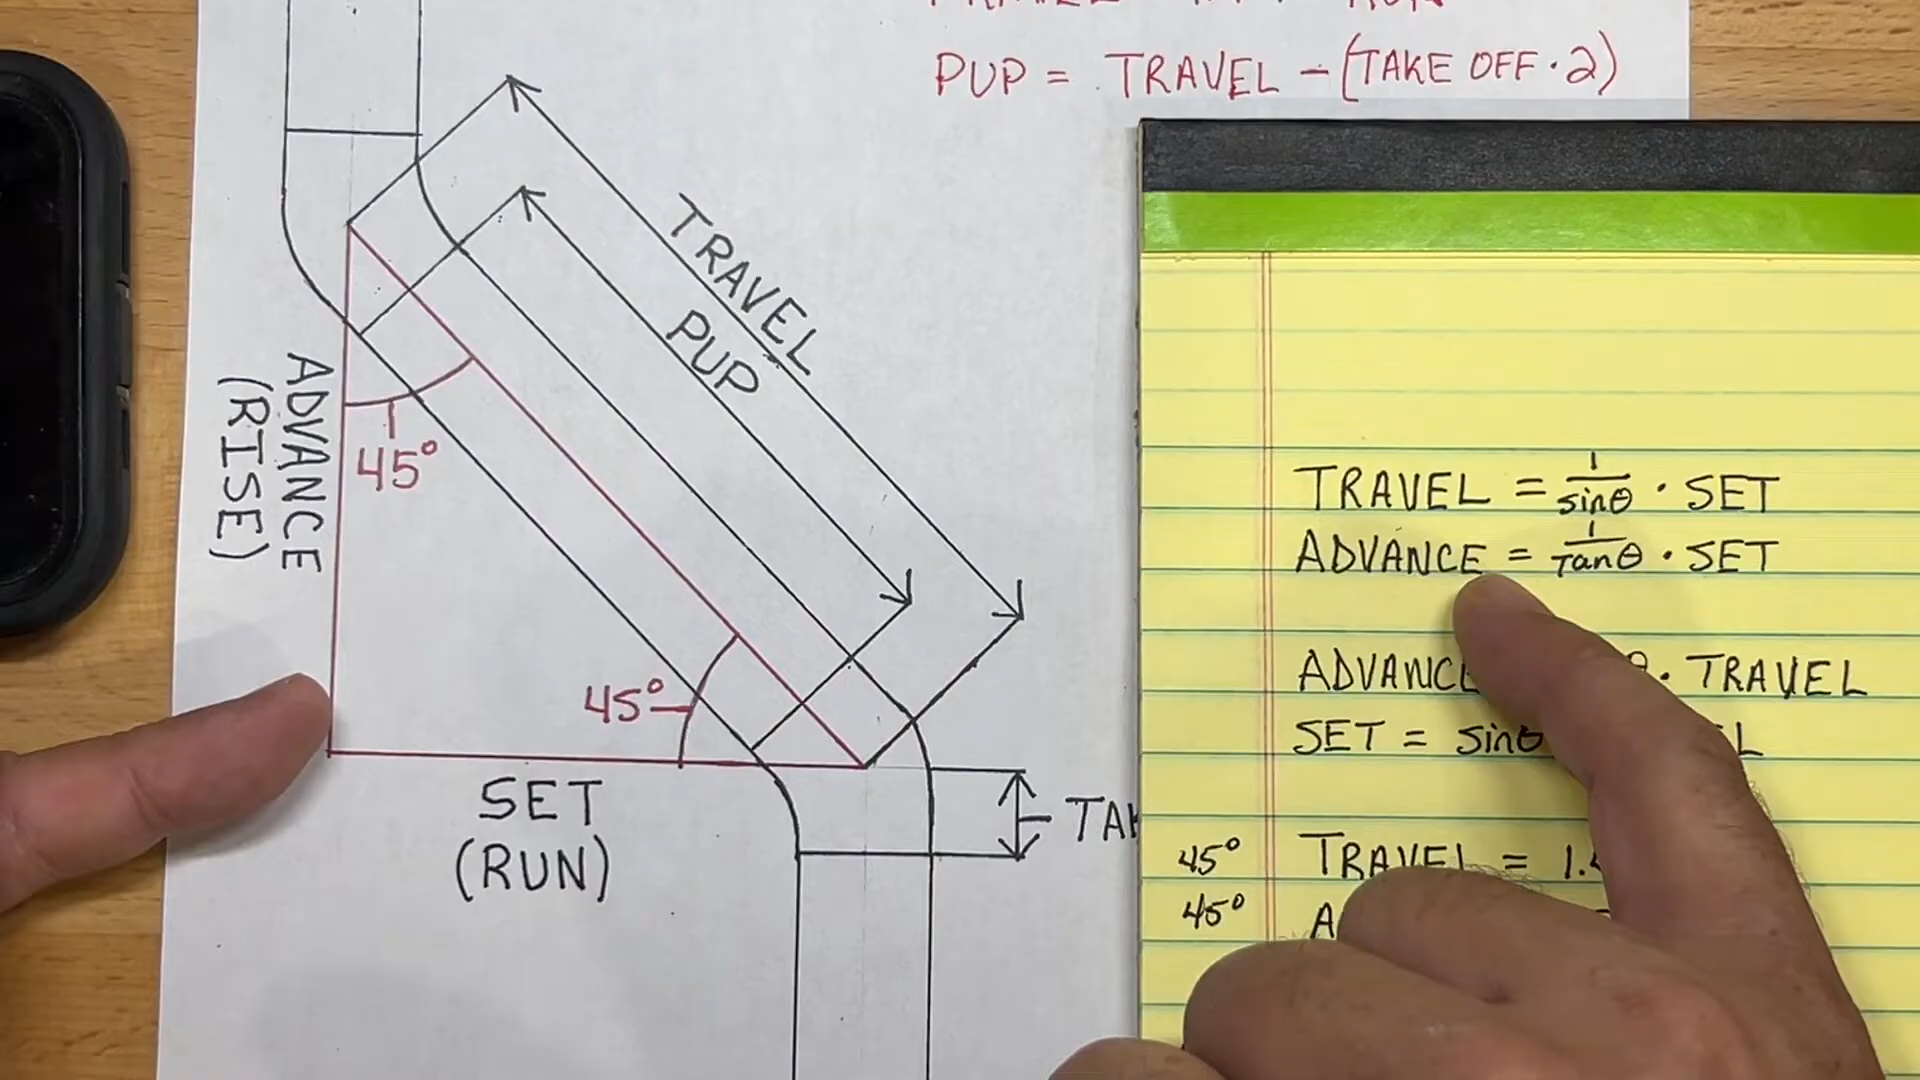 PUP = TRAVEL - (TAKE OFF · 2)
TRAVEL
PUP
ADVANCE
(RISE)
45°
45°
SET
(RUN)
TRAVEL = 1/sinθ · SET
ADVANCE = 1/Tanθ · SET
ADVANCE · TRAVEL
SET = sinθ
45° TRAVEL = 1.
45° A